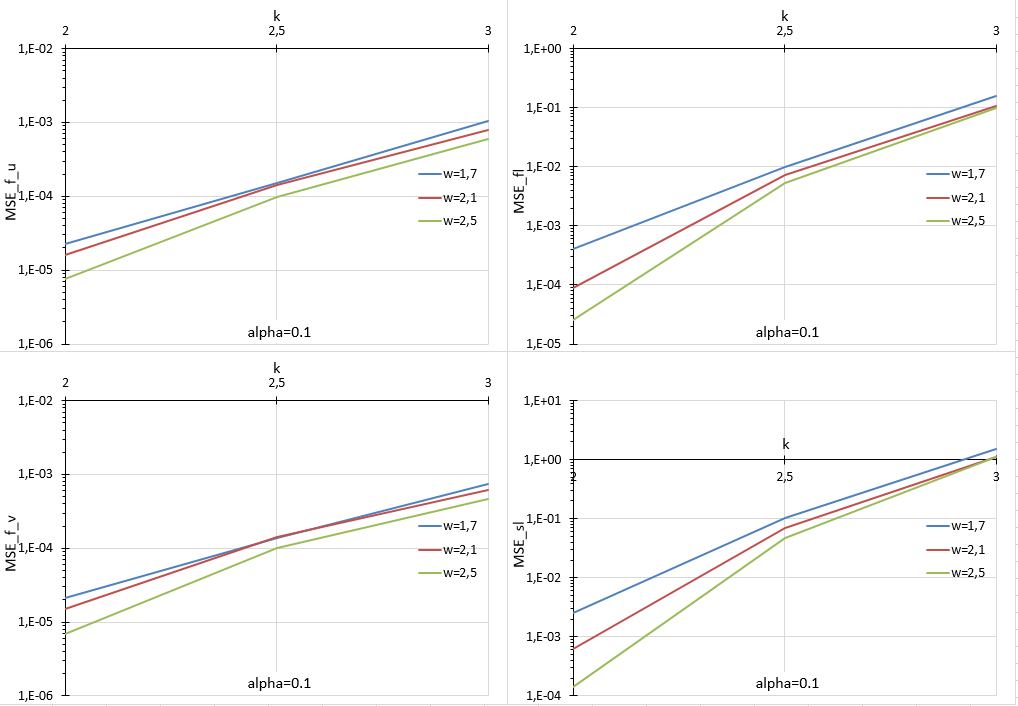 k
2 2,5 3
1,E-02
1,E-03
1,E-04
1,E-05
1,E-06
MSE_f_u
w=1,7
w=2,1
w=2,5
alpha=0.1
k
2 2,5 3
1,E+00
1,E-01
1,E-02
1,E-03
1,E-04
1,E-05
MSE_fl
w=1,7
w=2,1
w=2,5
alpha=0.1
k
2 2,5 3
1,E-02
1,E-03
1,E-04
1,E-05
1,E-06
MSE_f_v
w=1,7
w=2,1
w=2,5
alpha=0.1
1,E+01
k
1,E+00
2 2,5 3
1,E-01
1,E-02
1,E-03
1,E-04
MSE_sl
w=1,7
w=2,1
w=2,5
alpha=0.1